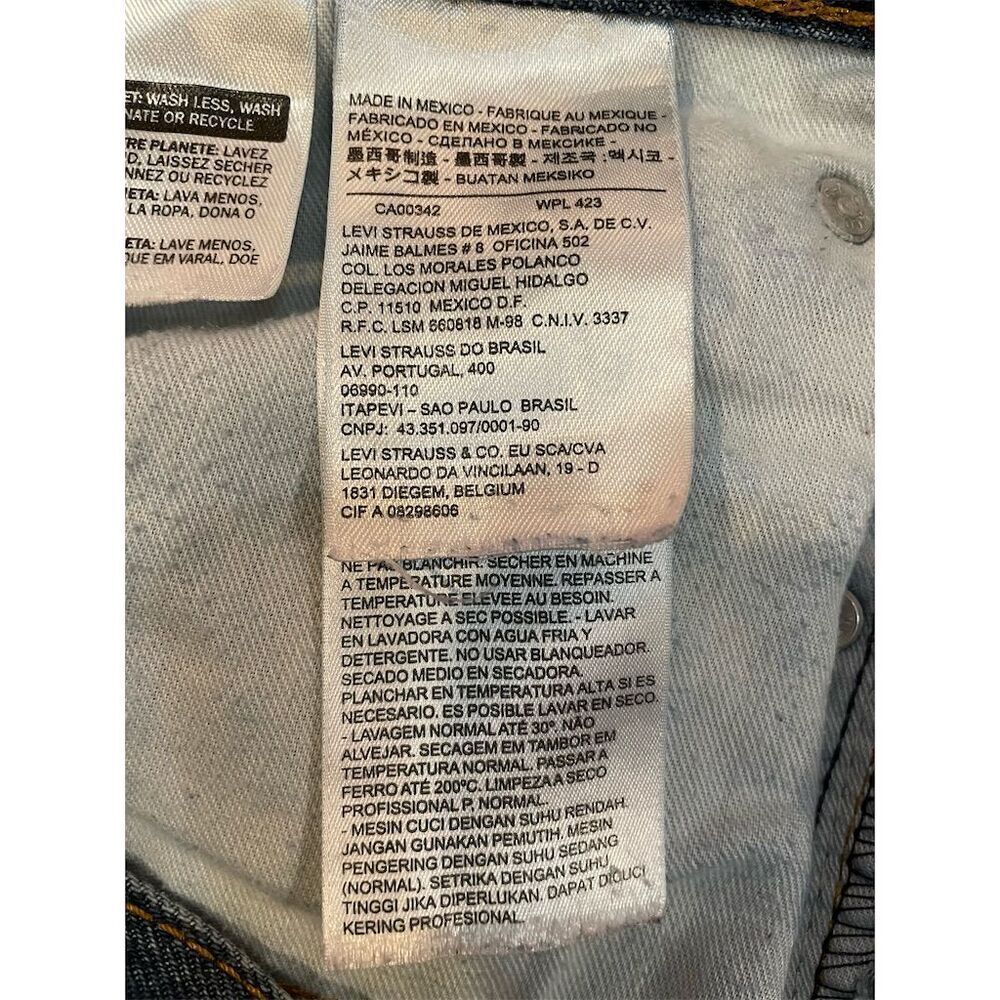 ET: WASH LESS, WASH
NATE OR RECYCLE
RE PLANETE: LAVEZ
D, LAISSEZ SECHER
NNEZ OU RECYCLEZ
ETA: LAVA MENOS,
LA ROPA, DONA O
ETA: LAVE MENOS,
UE EM VARAL, DOE
MADE IN MEXICO - FABRIQUE AU MEXIQUE -
FABRICADO EN MEXICO - FABRICADO NO
MÉXICO - СДЕЛАНО В МЕКСИКЕ -
墨西哥制造 - 墨西哥製 - 제조국 :멕시코 -
メキシコ製 - BUATAN MEKSIKO
CA00342 WPL 423
LEVI STRAUSS DE MEXICO, S.A. DE C.V.
JAIME BALMES # 8 OFICINA 502
COL. LOS MORALES POLANCO
DELEGACION MIGUEL HIDALGO
C.P. 11510 MEXICO D.F.
R.F.C. LSM 660818 M-98 C.N.I.V. 3337
LEVI STRAUSS DO BRASIL
AV. PORTUGAL, 400
06990-110
ITAPEVI – SAO PAULO BRASIL
CNPJ: 43.351.097/0001-90
LEVI STRAUSS & CO. EU SCA/CVA
LEONARDO DA VINCILAAN, 19 - D
1831 DIEGEM, BELGIUM
CIF A 08298606
NE PAS BLANCHIR. SECHER EN MACHINE
A TEMPERATURE MOYENNE. REPASSER A
TEMPERATURE ELEVEE AU BESOIN.
NETTOYAGE A SEC POSSIBLE. - LAVAR
EN LAVADORA CON AGUA FRIA Y
DETERGENTE. NO USAR BLANQUEADOR.
SECADO MEDIO EN SECADORA.
PLANCHAR EN TEMPERATURA ALTA SI ES
NECESARIO. ES POSIBLE LAVAR EN SECO.
- LAVAGEM NORMAL ATÉ 30° NÃO
ALVEJAR. SECAGEM EM TAMBOR EM
TEMPERATURA NORMAL. PASSAR A
FERRO ATÉ 200ºC. LIMPEZA A SECO
PROFISSIONAL P. NORMAL.
- MESIN CUCI DENGAN SUHU RENDAH.
JANGAN GUNAKAN PEMUTIH. MESIN
PENGERING DENGAN SUHU SEDANG
(NORMAL). SETRIKA DENGAN SUHU
TINGGI JIKA DIPERLUKAN. DAPAT DICUCI
KERING PROFESIONAL.